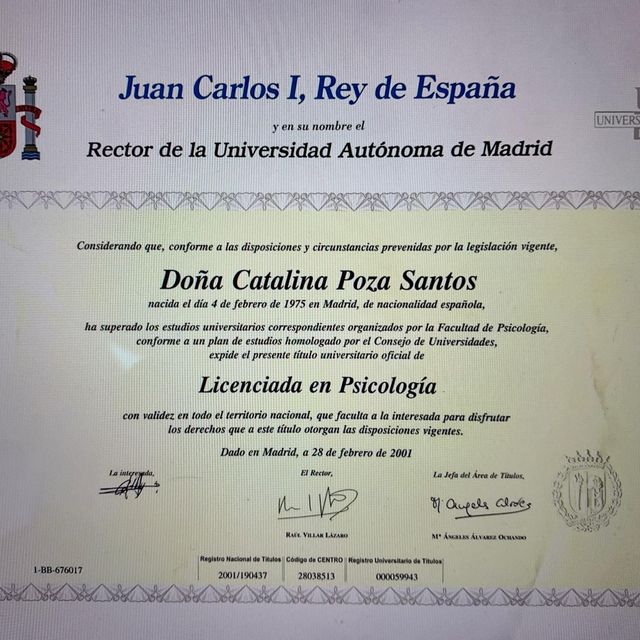 Juan Carlos I, Rey de España
y en su nombre el
Rector de la Universidad Autónoma de Madrid
UNIVERS
Considerando que, conforme a las disposiciones y circunstancias prevenidas por la legislación vigente,
Doña Catalina Poza Santos
nacida el día 4 de febrero de 1975 en Madrid, de nacionalidad española,
ha superado los estudios universitarios correspondientes organizados por la Facultad de Psicología,
conforme a un plan de estudios homologado por el Consejo de Universidades,
expide el presente título universitario oficial de
Licenciada en Psicología
con validez en todo el territorio nacional, que faculta a la interesada para disfrutar
los derechos que a este título otorgan las disposiciones vigentes.
Dado en Madrid, a 28 de febrero de 2001
La interesada, El Rector, La Jefa del Área de Títulos,
RAÚL VILLAR LÁZARO Mª ÁNGELES ÁLVAREZ OCHANDO
Registro Nacional de Títulos Código de CENTRO Registro Universitario de Títulos
1-BB-676017 2001/190437 28038513 000059943